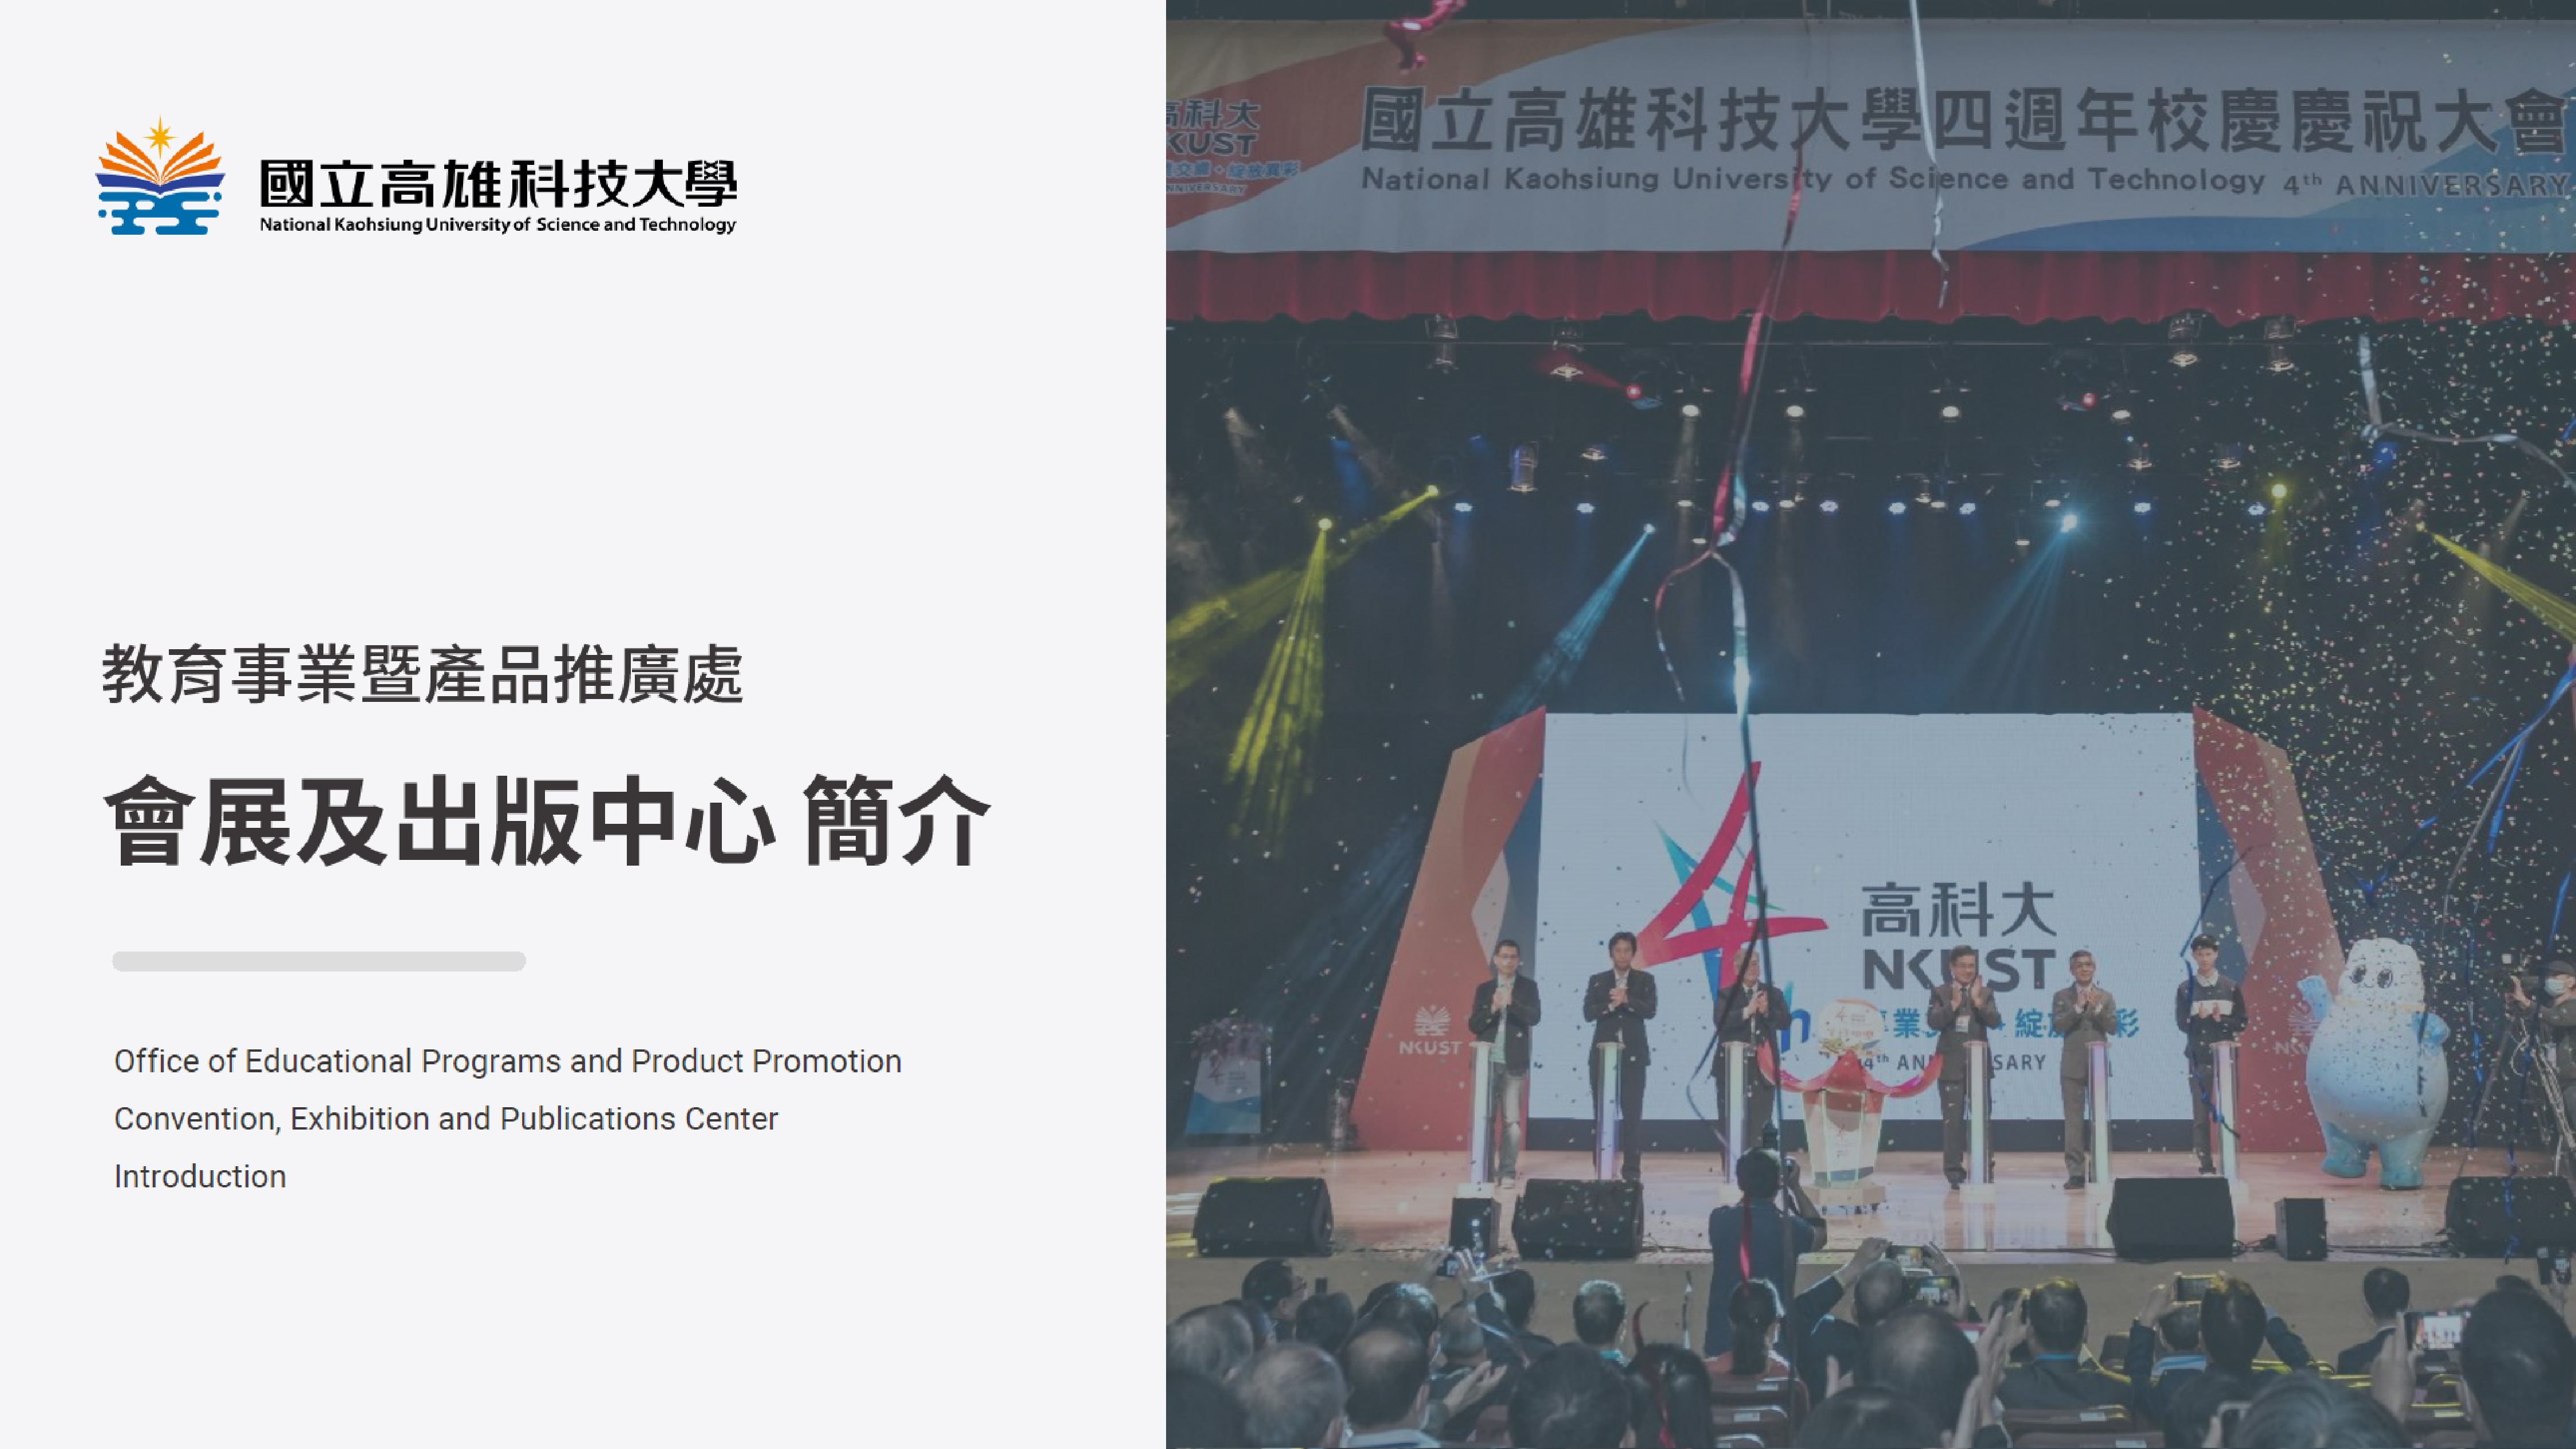 國立高雄科技大學
National Kaohsiung University of Science and Technology
教育事業暨產品推廣處
會展及出版中心 簡介
Office of Educational Programs and Product Promotion
Convention, Exhibition and Publications Center
Introduction
高科大
KUST
ANNIVERSARY
國立高雄科技大學四週年校慶慶祝大會
National Kaohsiung University of Science and Technology 4th ANNIVERSARY
4
高科大
NKUST
4th AN
SARY
NKUST